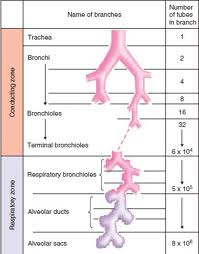 Name of branches
Number of tubes in branch
Conducting zone
Trachea
1
Bronchi
2
4
8
Bronchioles
16
32
Terminal bronchioles
6 x 10⁴
Respiratory zone
Respiratory bronchioles
5 x 10⁵
Alveolar ducts
Alveolar sacs
8 x 10⁶